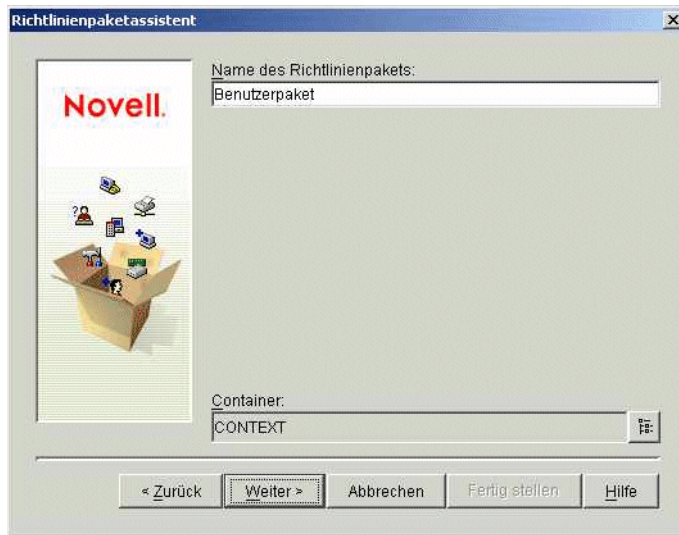 Richtlinienpaketassistent
Novell.
Name des Richtlinienpakets:
Benutzerpaket
Container:
CONTEXT
« Zurück
Weiter »
Abbrechen
Fertig stellen
Hilfe